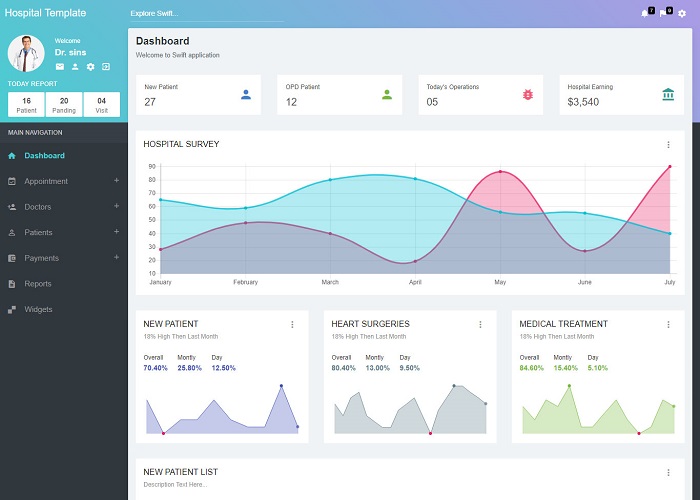 Hospital Template
Explore Swift...
7
9
Welcome
Dr. sins
TODAY REPORT
16
Patient
20
Panding
04
Visit
MAIN NAVIGATION
Dashboard
Appointment +
Doctors +
Patients +
Payments +
Reports
Widgets
Dashboard
Welcome to Swift application
New Patient
27
OPD Patient
12
Today's Operations
05
Hospital Earning
$3,540
HOSPITAL SURVEY
90
80
70
60
50
40
30
20
10
January February March April May June July
NEW PATIENT
18% High Then Last Month
Overall Montly Day
70.40% 25.80% 12.50%
HEART SURGERIES
18% High Then Last Month
Overall Montly Day
80.40% 13.00% 9.50%
MEDICAL TREATMENT
18% High Then Last Month
Overall Montly Day
84.60% 15.40% 5.10%
NEW PATIENT LIST
Description Text Here...